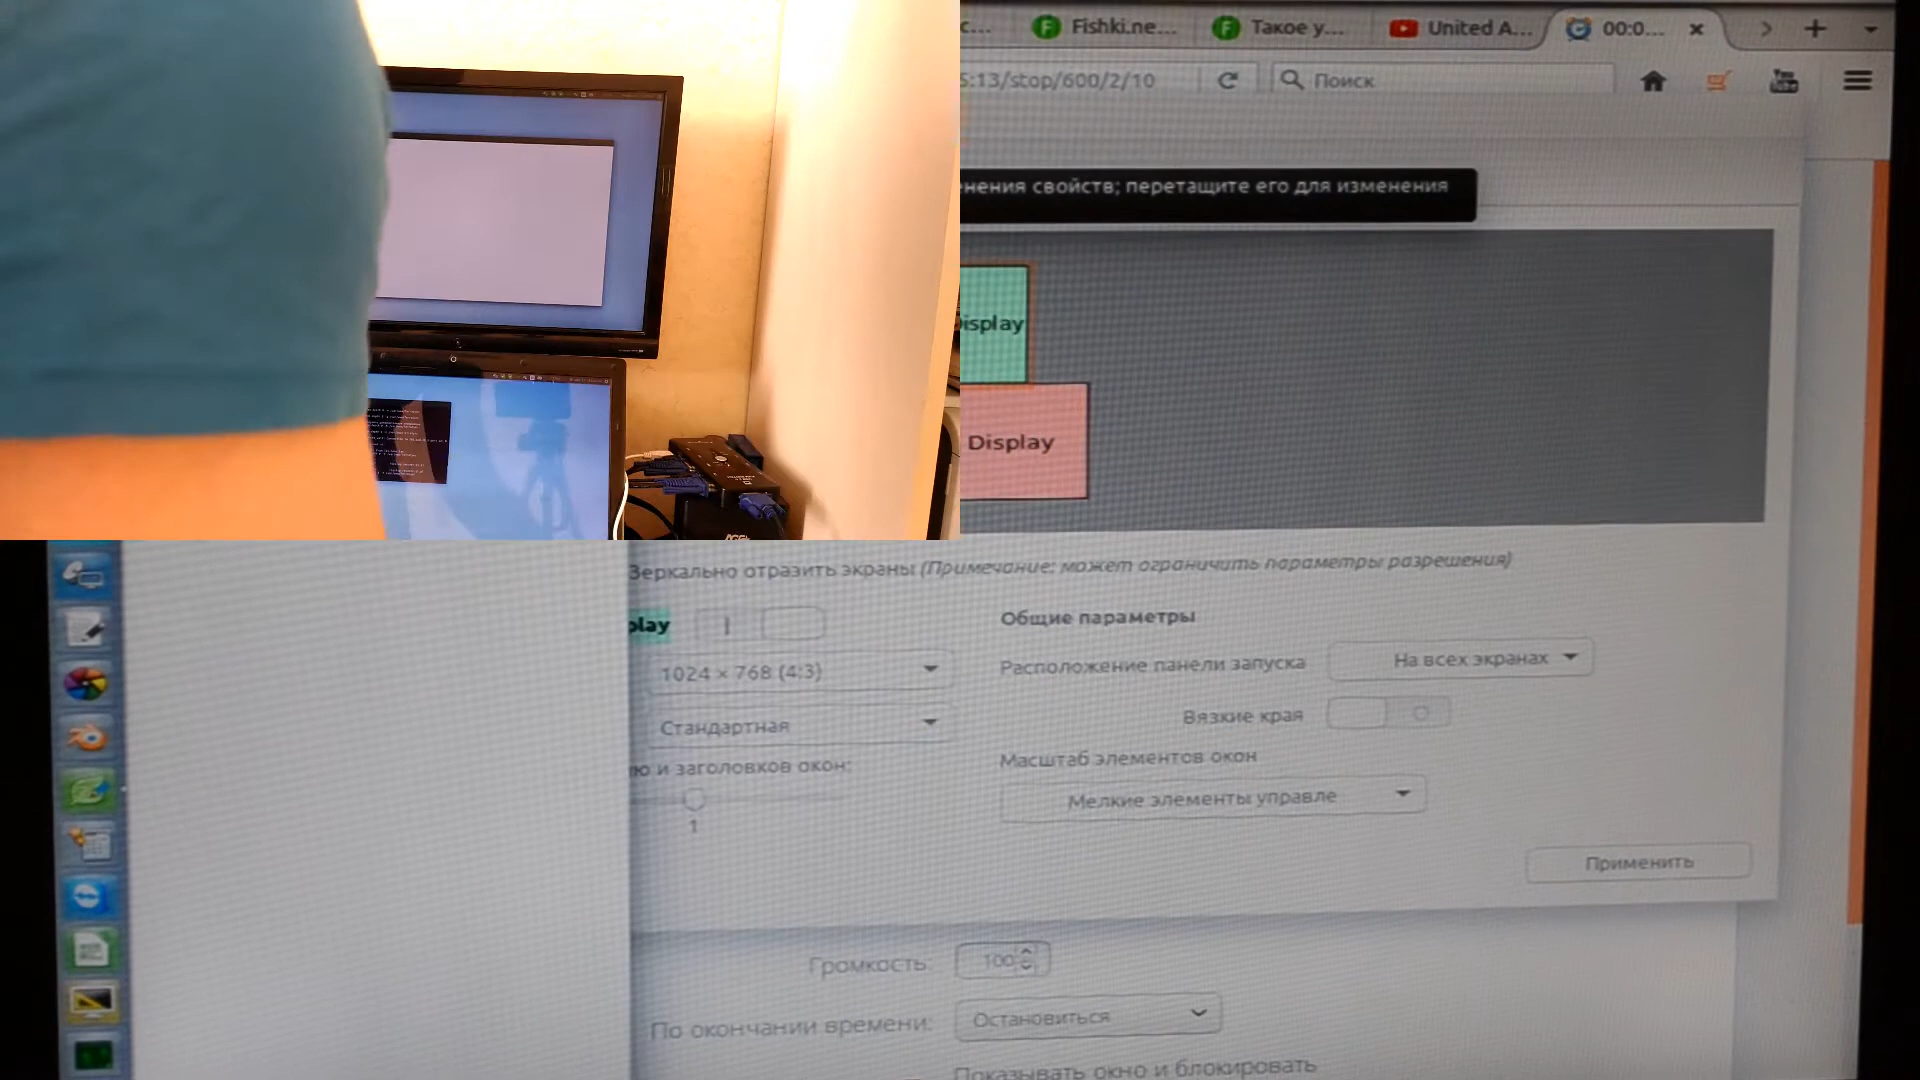 Fishki.ne...
Такое у...
United A...
00:0...
5:13/stop/600/2/10
Поиск
нения свойств; перетащите его для изменения
Display
Display
Зеркально отразить экраны (Примечание: может ограничить параметры разрешения)
play
Общие параметры
1024 × 768 (4:3)
Расположение панели запуска
На всех экранах
Стандартная
Вязкие края
ю и заголовков окон:
Масштаб элементов окон
1
Мелкие элементы управле
Применить
Громкость:
100
По окончании времени:
Остановиться
Показывать окно и блокировать